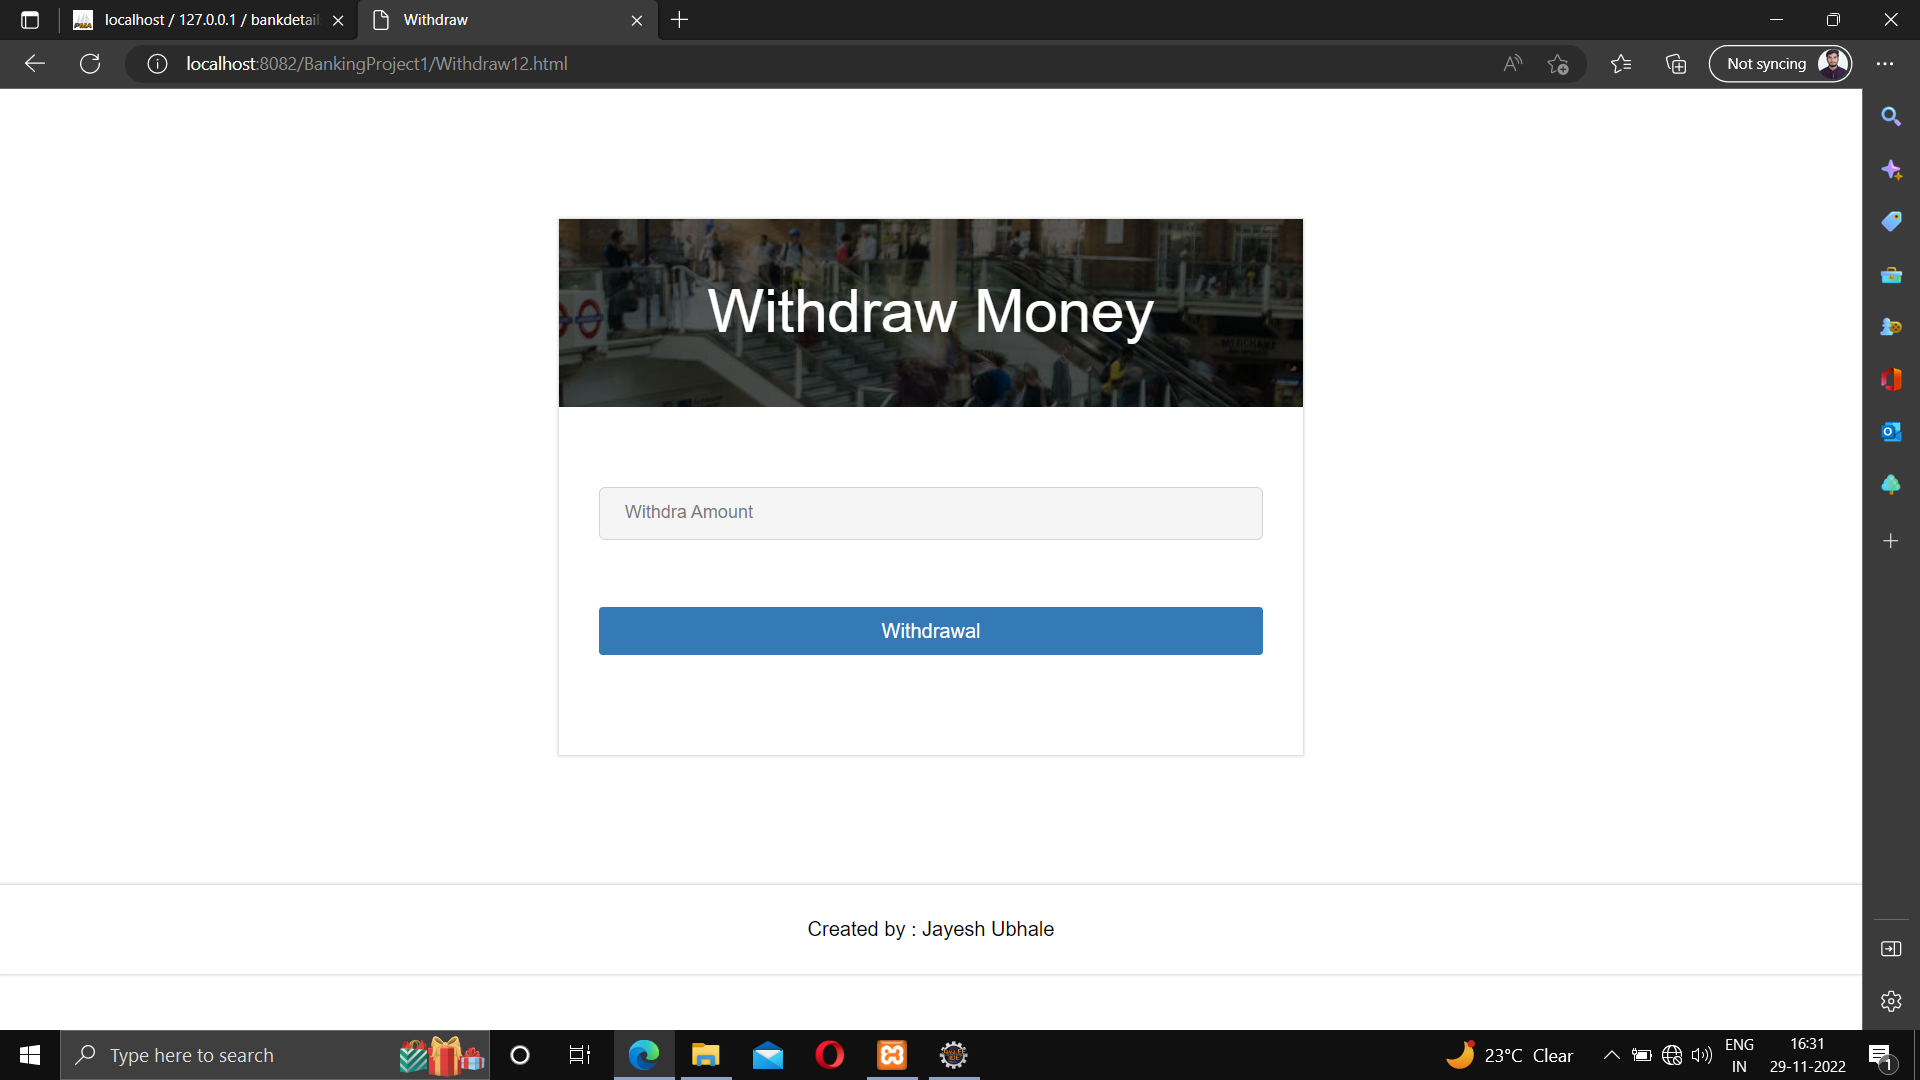 localhost / 127.0.0.1 / bankdetail
Withdraw
localhost:8082/BankingProject1/Withdraw12.html
Not syncing
Withdraw Money
Withdra Amount
Withdrawal
Created by : Jayesh Ubhale
Type here to search
23°C Clear
ENG
IN
16:31
29-11-2022
1